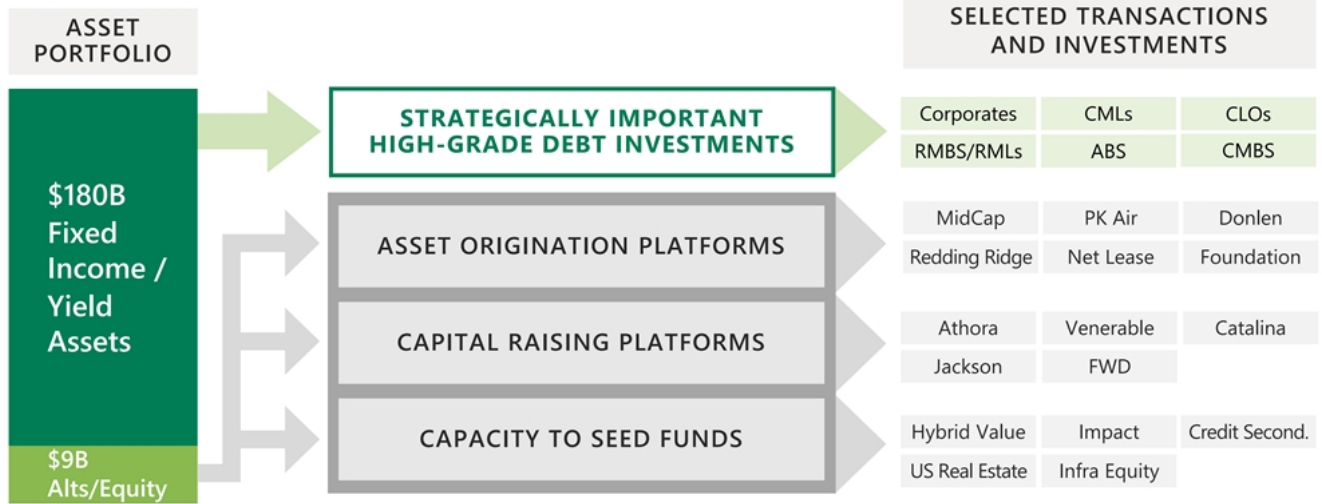 ASSET
PORTFOLIO
SELECTED TRANSACTIONS
AND INVESTMENTS
$180B
Fixed
Income /
Yield
Assets
$9B
Alts/Equity
STRATEGICALLY IMPORTANT
HIGH-GRADE DEBT INVESTMENTS
Corporates CMLs CLOs
RMBS/RMLs ABS CMBS
ASSET ORIGINATION PLATFORMS
MidCap PK Air Donlen
Redding Ridge Net Lease Foundation
CAPITAL RAISING PLATFORMS
Athora Venerable Catalina
Jackson FWD
CAPACITY TO SEED FUNDS
Hybrid Value Impact Credit Second.
US Real Estate Infra Equity